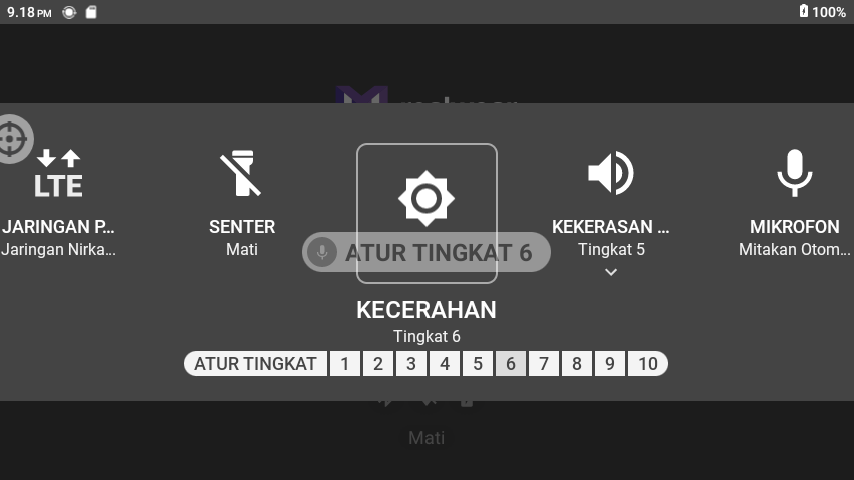 9.18 PM
100%
LTE
JARINGAN P...
Jaringan Nirka...
SENTER
Mati
ATUR TINGKAT 6
KEKERASAN ...
Tingkat 5
MIKROFON
Mitakan Otom...
KECERAHAN
Tingkat 6
ATUR TINGKAT 1 2 3 4 5 6 7 8 9 10
Mati